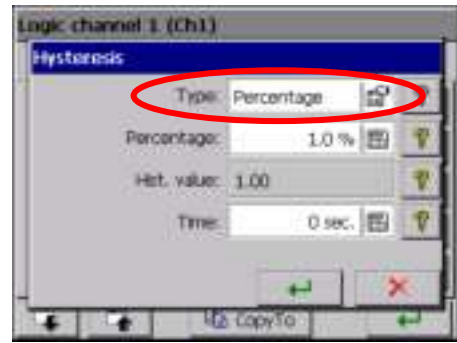 Logic channel 1 (Ch1)
Hysteresis
Type: Percentage
Percentage: 1.0 %
Hist. value: 1.00
Time: 0 sec.
CopyTo